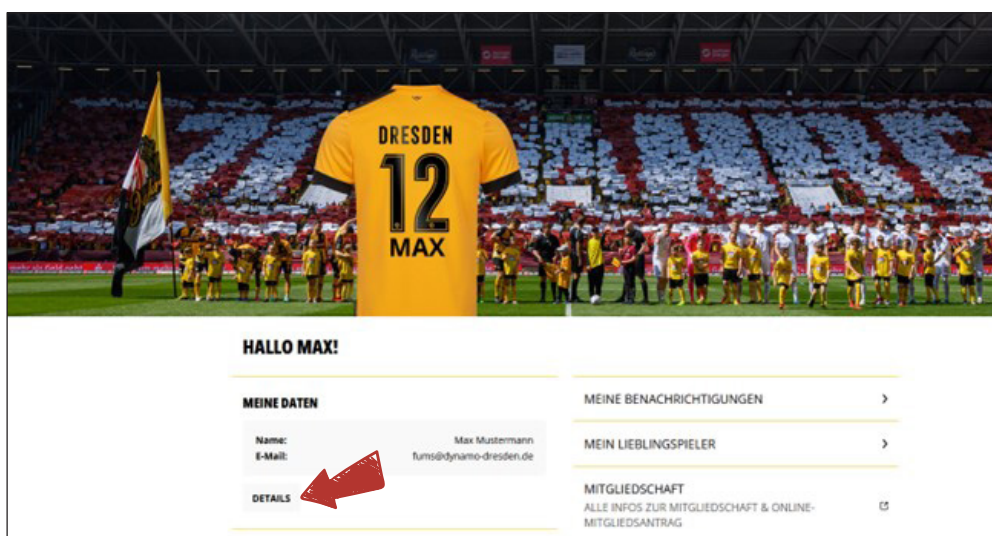 DRESDEN
12
MAX
HALLO MAX!
MEINE DATEN
Name: Max Mustermann
E-Mail: fums@dynamo-dresden.de
DETAILS
MEINE BENACHRICHTIGUNGEN
MEIN LIEBLINGSPIELER
MITGLIEDSCHAFT
ALLE INFOS ZUR MITGLIEDSCHAFT & ONLINE-
MITGLIEDSANTRAG